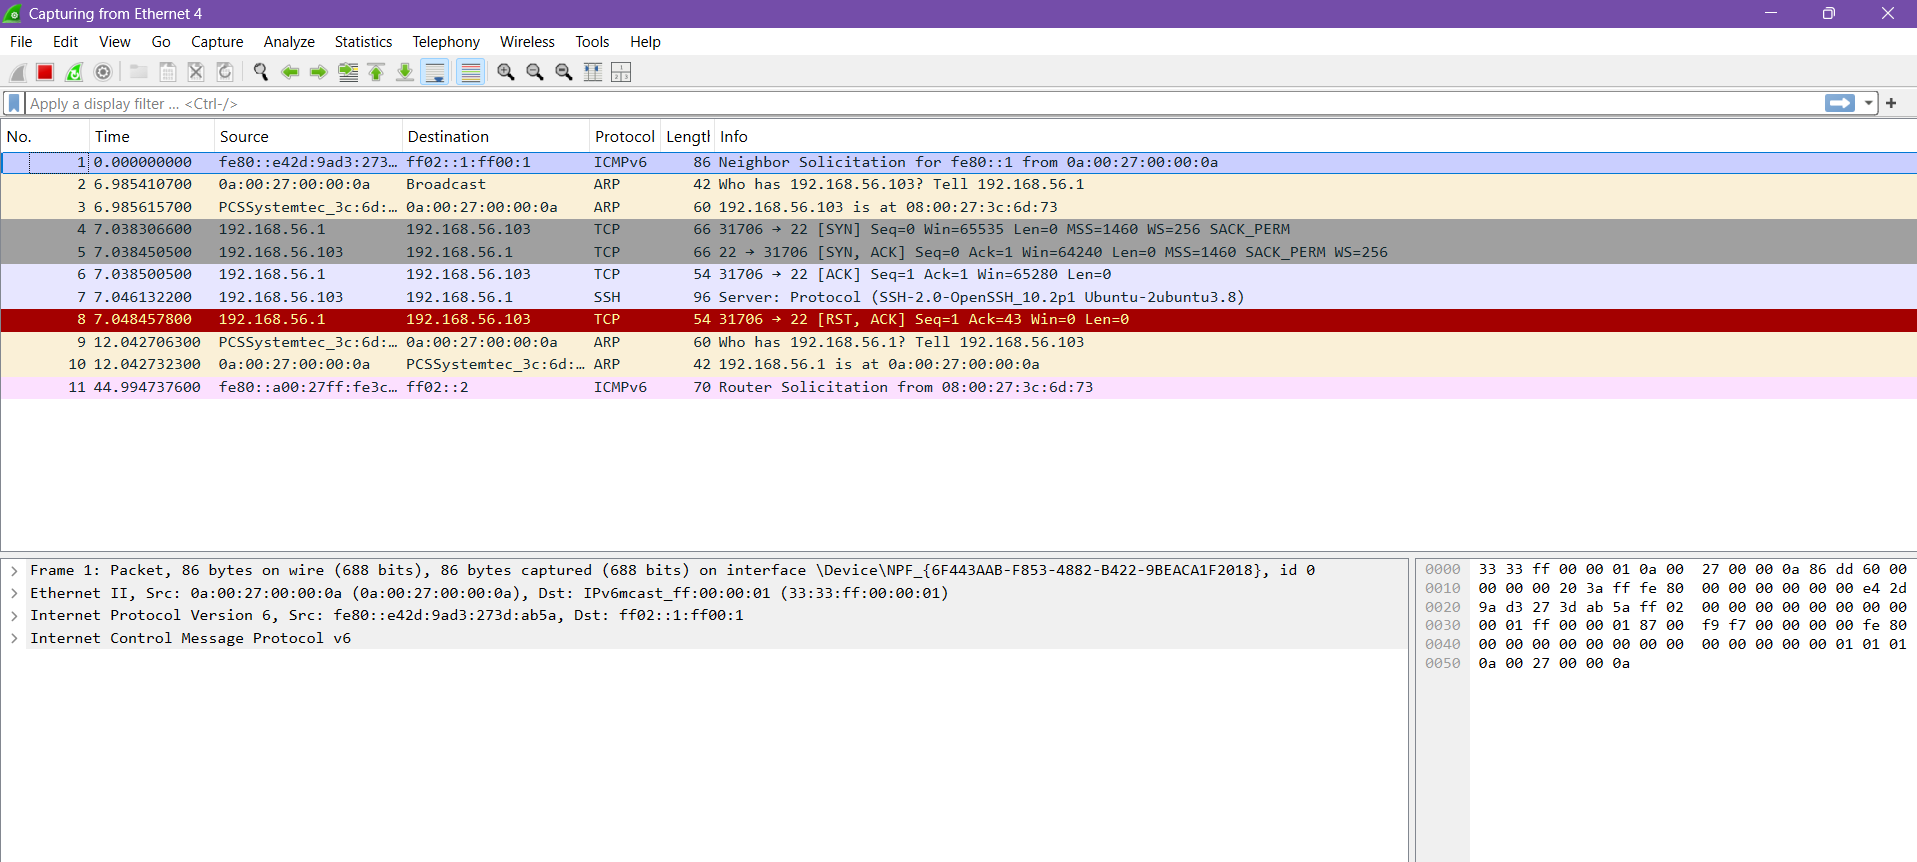 Capturing from Ethernet 4
File Edit View Go Capture Analyze Statistics Telephony Wireless Tools Help
Apply a display filter ... <Ctrl-/>
No. Time Source Destination Protocol Length Info
1 0.000000000 fe80::e42d:9ad3:273… ff02::1:ff00:1 ICMPv6 86 Neighbor Solicitation for fe80::1 from 0a:00:27:00:00:0a
2 6.985410700 0a:00:27:00:00:0a Broadcast ARP 42 Who has 192.168.56.103? Tell 192.168.56.1
3 6.985615700 PCSSystemtec_3c:6d:… 0a:00:27:00:00:0a ARP 60 192.168.56.103 is at 08:00:27:3c:6d:73
4 7.038306600 192.168.56.1 192.168.56.103 TCP 66 31706 → 22 [SYN] Seq=0 Win=65535 Len=0 MSS=1460 WS=256 SACK_PERM
5 7.038450500 192.168.56.103 192.168.56.1 TCP 66 22 → 31706 [SYN, ACK] Seq=0 Ack=1 Win=64240 Len=0 MSS=1460 SACK_PERM WS=256
6 7.038500500 192.168.56.1 192.168.56.103 TCP 54 31706 → 22 [ACK] Seq=1 Ack=1 Win=65280 Len=0
7 7.046132200 192.168.56.103 192.168.56.1 SSH 96 Server: Protocol (SSH-2.0-OpenSSH_10.2p1 Ubuntu-2ubuntu3.8)
8 7.048457800 192.168.56.1 192.168.56.103 TCP 54 31706 → 22 [RST, ACK] Seq=1 Ack=43 Win=0 Len=0
9 12.042706300 PCSSystemtec_3c:6d:… 0a:00:27:00:00:0a ARP 60 Who has 192.168.56.1? Tell 192.168.56.103
10 12.042732300 0a:00:27:00:00:0a PCSSystemtec_3c:6d:… ARP 42 192.168.56.1 is at 0a:00:27:00:00:0a
11 44.994737600 fe80::a00:27ff:fe3c… ff02::2 ICMPv6 70 Router Solicitation from 08:00:27:3c:6d:73
Frame 1: Packet, 86 bytes on wire (688 bits), 86 bytes captured (688 bits) on interface \Device\NPF_{6F443AAB-F853-4882-B422-9BEACA1F2018}, id 0
Ethernet II, Src: 0a:00:27:00:00:0a (0a:00:27:00:00:0a), Dst: IPv6mcast_ff:00:00:01 (33:33:ff:00:00:01)
Internet Protocol Version 6, Src: fe80::e42d:9ad3:273d:ab5a, Dst: ff02::1:ff00:1
Internet Control Message Protocol v6
0000 33 33 ff 00 00 01 0a 00 27 00 00 0a 86 dd 60 00
0010 00 00 00 20 3a ff fe 80 00 00 00 00 00 00 e4 2d
0020 9a d3 27 3d ab 5a ff 02 00 00 00 00 00 00 00 00
0030 00 01 ff 00 00 01 87 00 f9 f7 00 00 00 00 fe 80
0040 00 00 00 00 00 00 00 00 00 00 00 00 00 01 01 01
0050 0a 00 27 00 00 0a